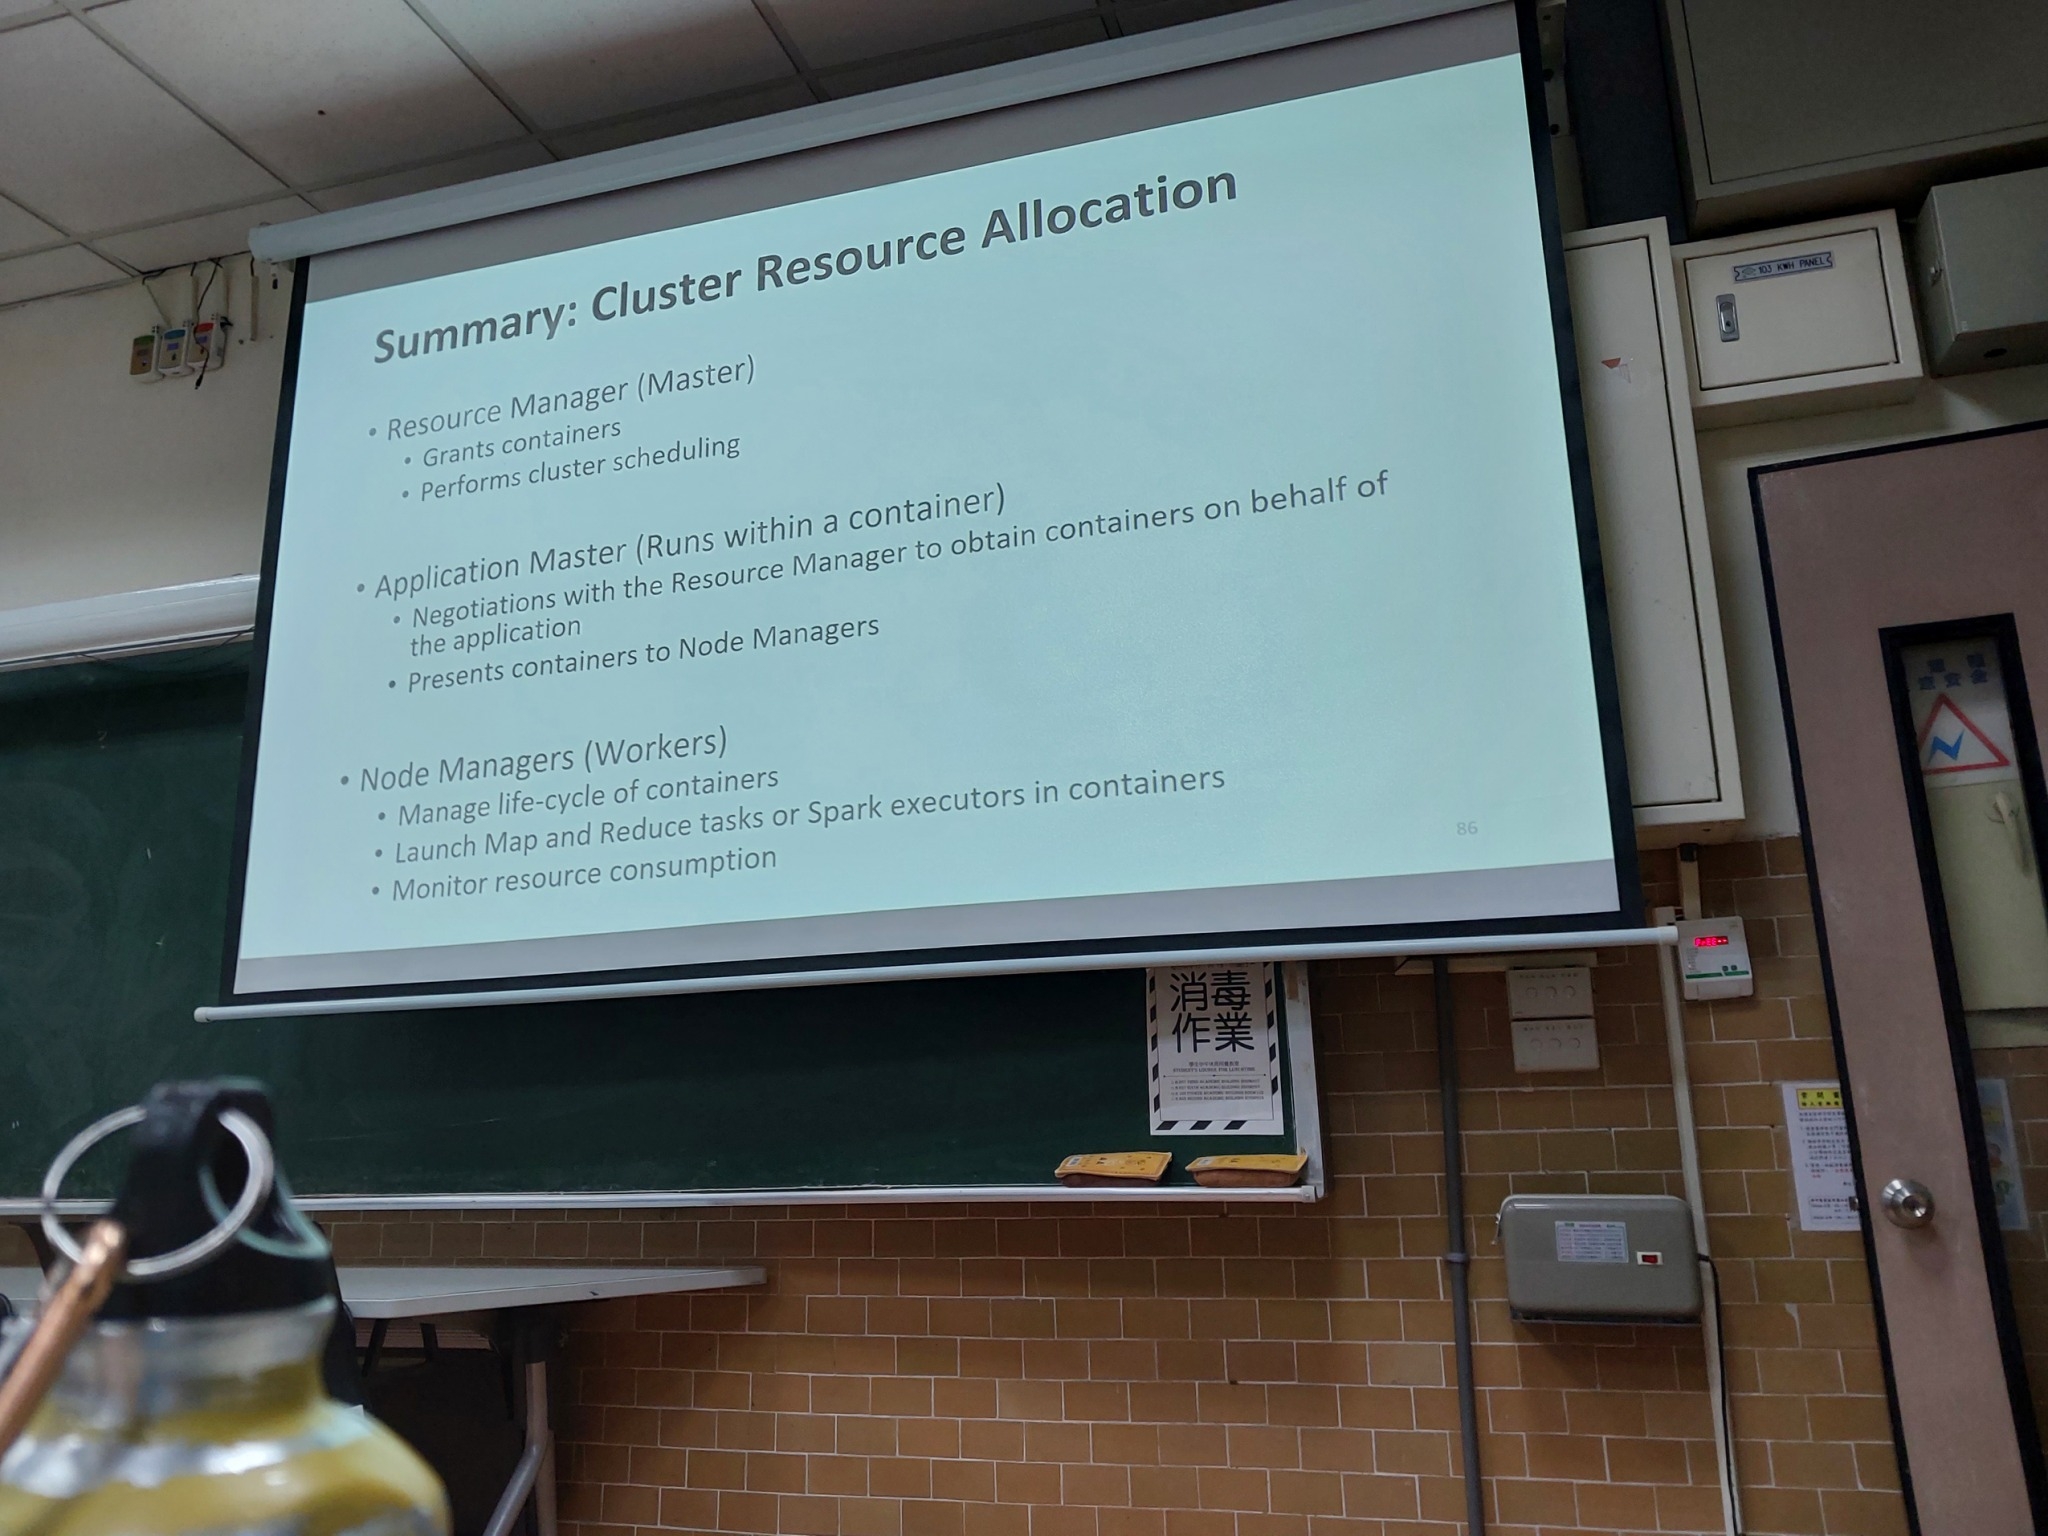 Summary: Cluster Resource Allocation
• Resource Manager (Master)
• Grants containers
• Performs cluster scheduling
• Application Master (Runs within a container)
• Negotiations with the Resource Manager to obtain containers on behalf of
the application
• Presents containers to Node Managers
• Node Managers (Workers)
• Manage life-cycle of containers
• Launch Map and Reduce tasks or Spark executors in containers
• Monitor resource consumption
86
103 KWH PANEL
消毒
作業